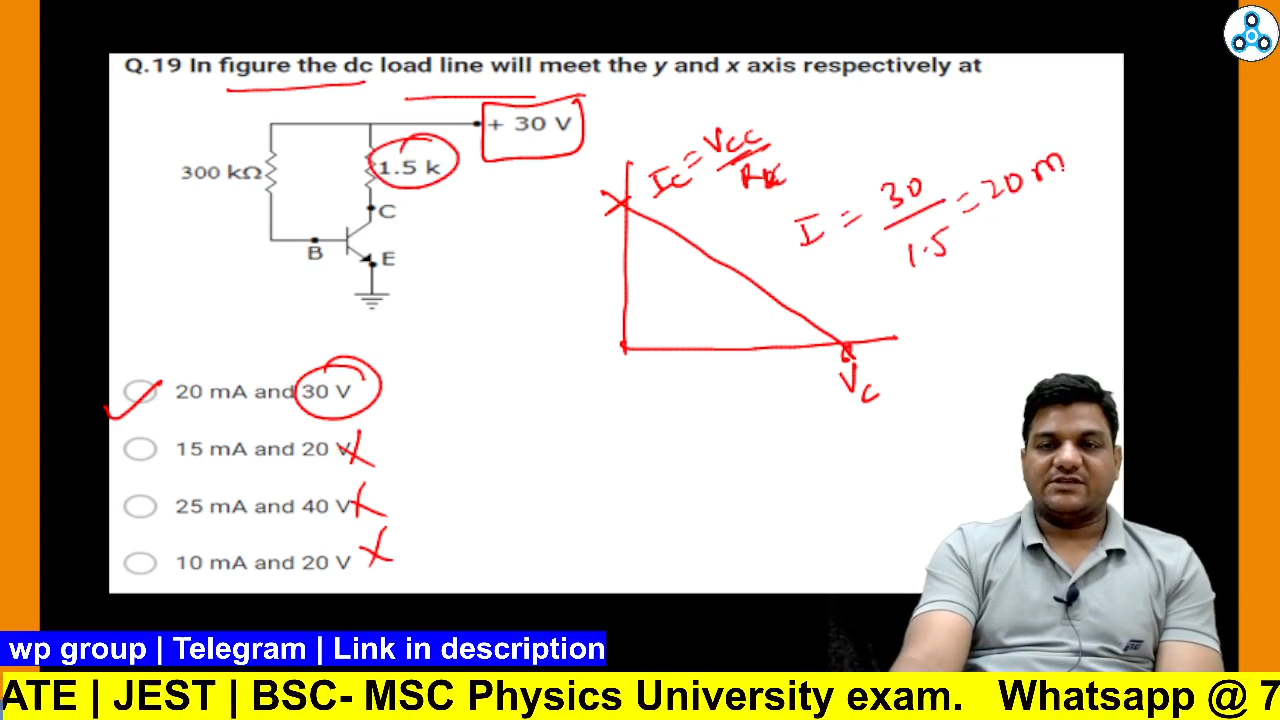 Q.19 In figure the dc load line will meet the y and x axis respectively at
+ 30 V
300 kΩ
1.5 k
C
B
E
Ic = Vcc
I = 30/1.5 = 20 m
Vc
20 mA and 30 V
15 mA and 20 V
25 mA and 40 V
10 mA and 20 V
wp group | Telegram | Link in description
ATE | JEST | BSC- MSC Physics University exam. Whatsapp @ 7